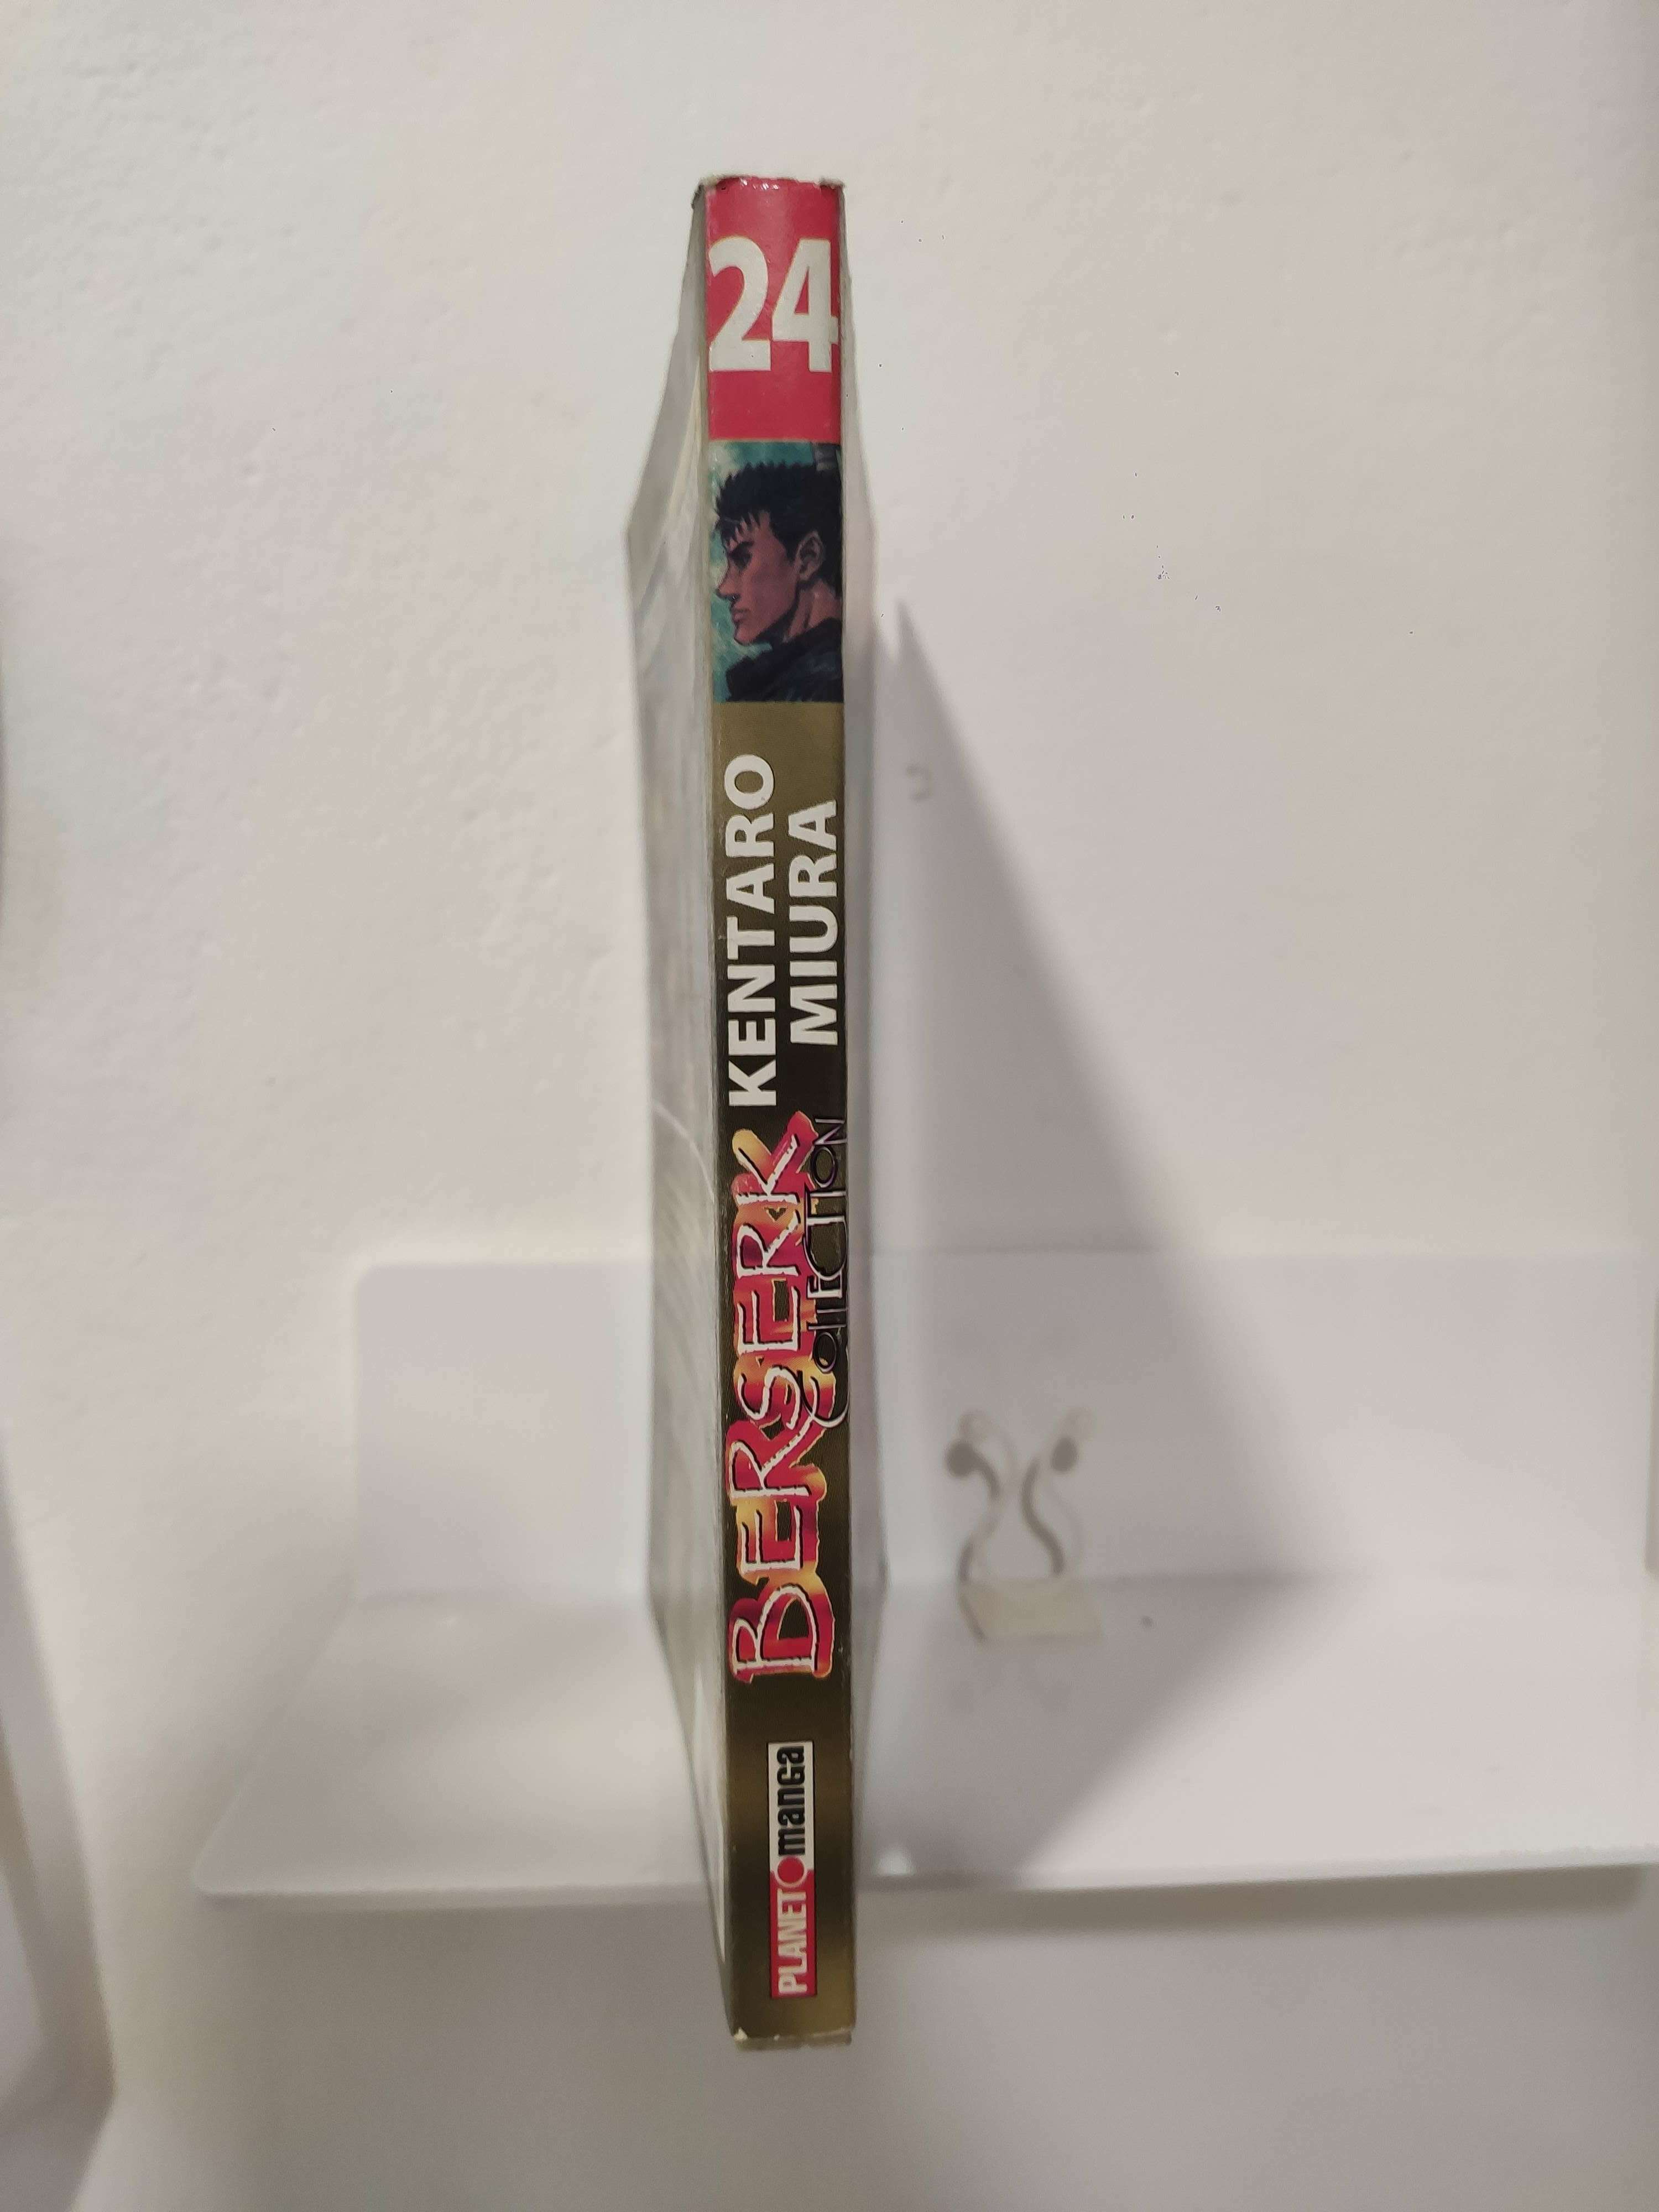 24
KENTARO
MIURA
BERSERK
COLLECTION
PLANET manga